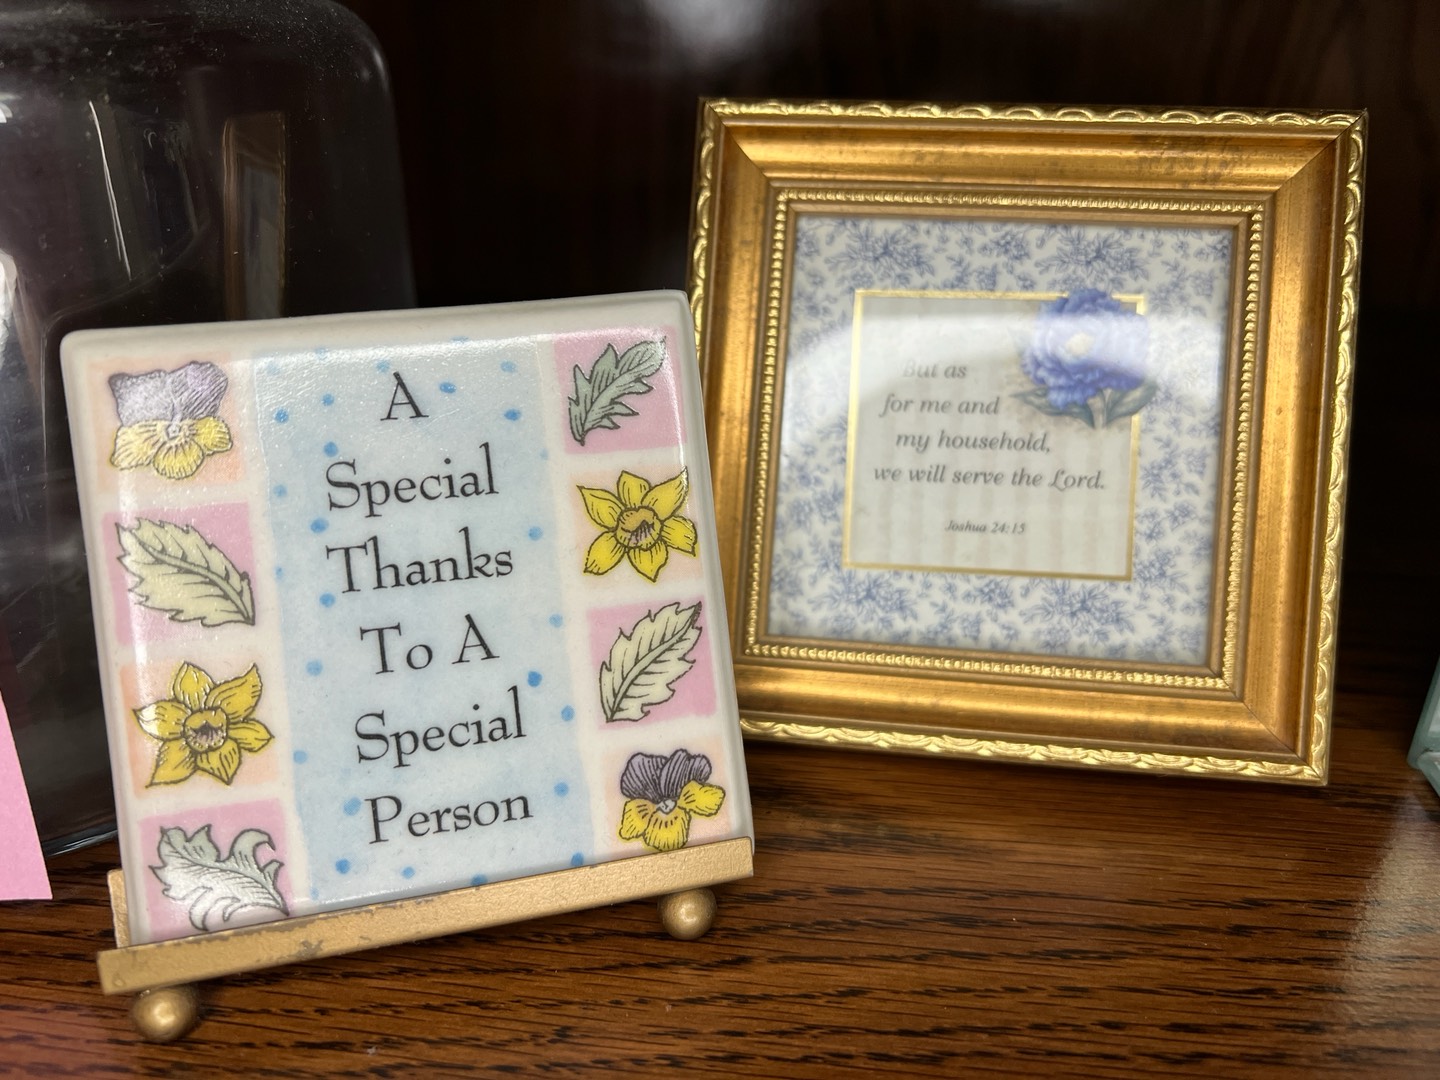 A
Special
Thanks
To A
Special
Person
But as
for me and
my household,
we will serve the Lord.
Joshua 24:15